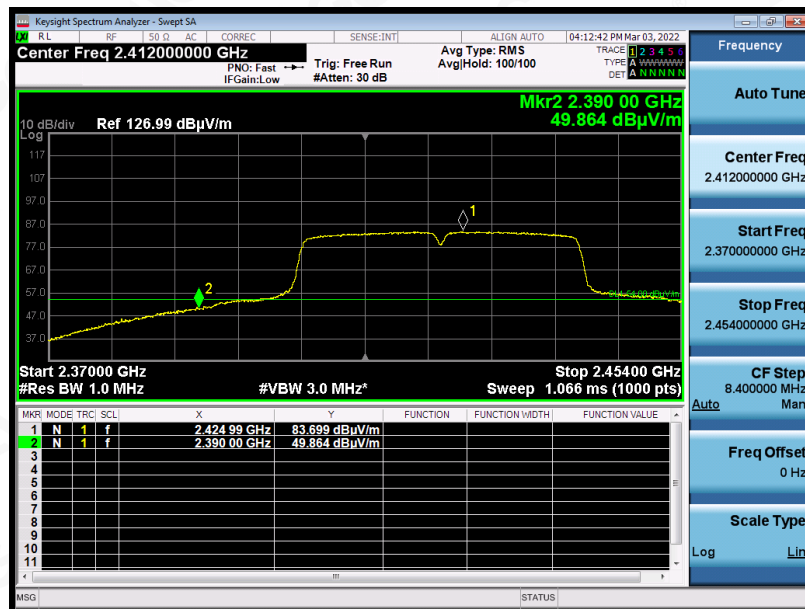 Keysight Spectrum Analyzer - Swept SA
LXI RL RF 50 Ω AC CORREC SENSE:INT ALIGN AUTO 04:12:42 PM Mar 03, 2022
Center Freq 2.412000000 GHz
PNO: Fast
IFGain:Low
Trig: Free Run
#Atten: 30 dB
Avg Type: RMS
Avg|Hold: 100/100
TRACE 1 2 3 4 5 6
TYPE A WWWWW
DET A N N N N N
Mkr2 2.390 00 GHz
49.864 dBµV/m
10 dB/div Ref 126.99 dBµV/m
Log
117
107
97.0
87.0
77.0
67.0
57.0
47.0
37.0
1
2
Start 2.37000 GHz
Stop 2.45400 GHz
#Res BW 1.0 MHz
#VBW 3.0 MHz*
Sweep 1.066 ms (1000 pts)
MKR MODE TRC SCL X Y FUNCTION FUNCTION WIDTH FUNCTION VALUE
1 N 1 f 2.424 99 GHz 83.699 dBµV/m
2 N 1 f 2.390 00 GHz 49.864 dBµV/m
3
4
5
6
7
8
9
10
11
MSG STATUS
Frequency
Auto Tune
Center Freq
2.412000000 GHz
Start Freq
2.370000000 GHz
Stop Freq
2.454000000 GHz
CF Step
8.400000 MHz
Auto Man
Freq Offset
0 Hz
Scale Type
Log Lin